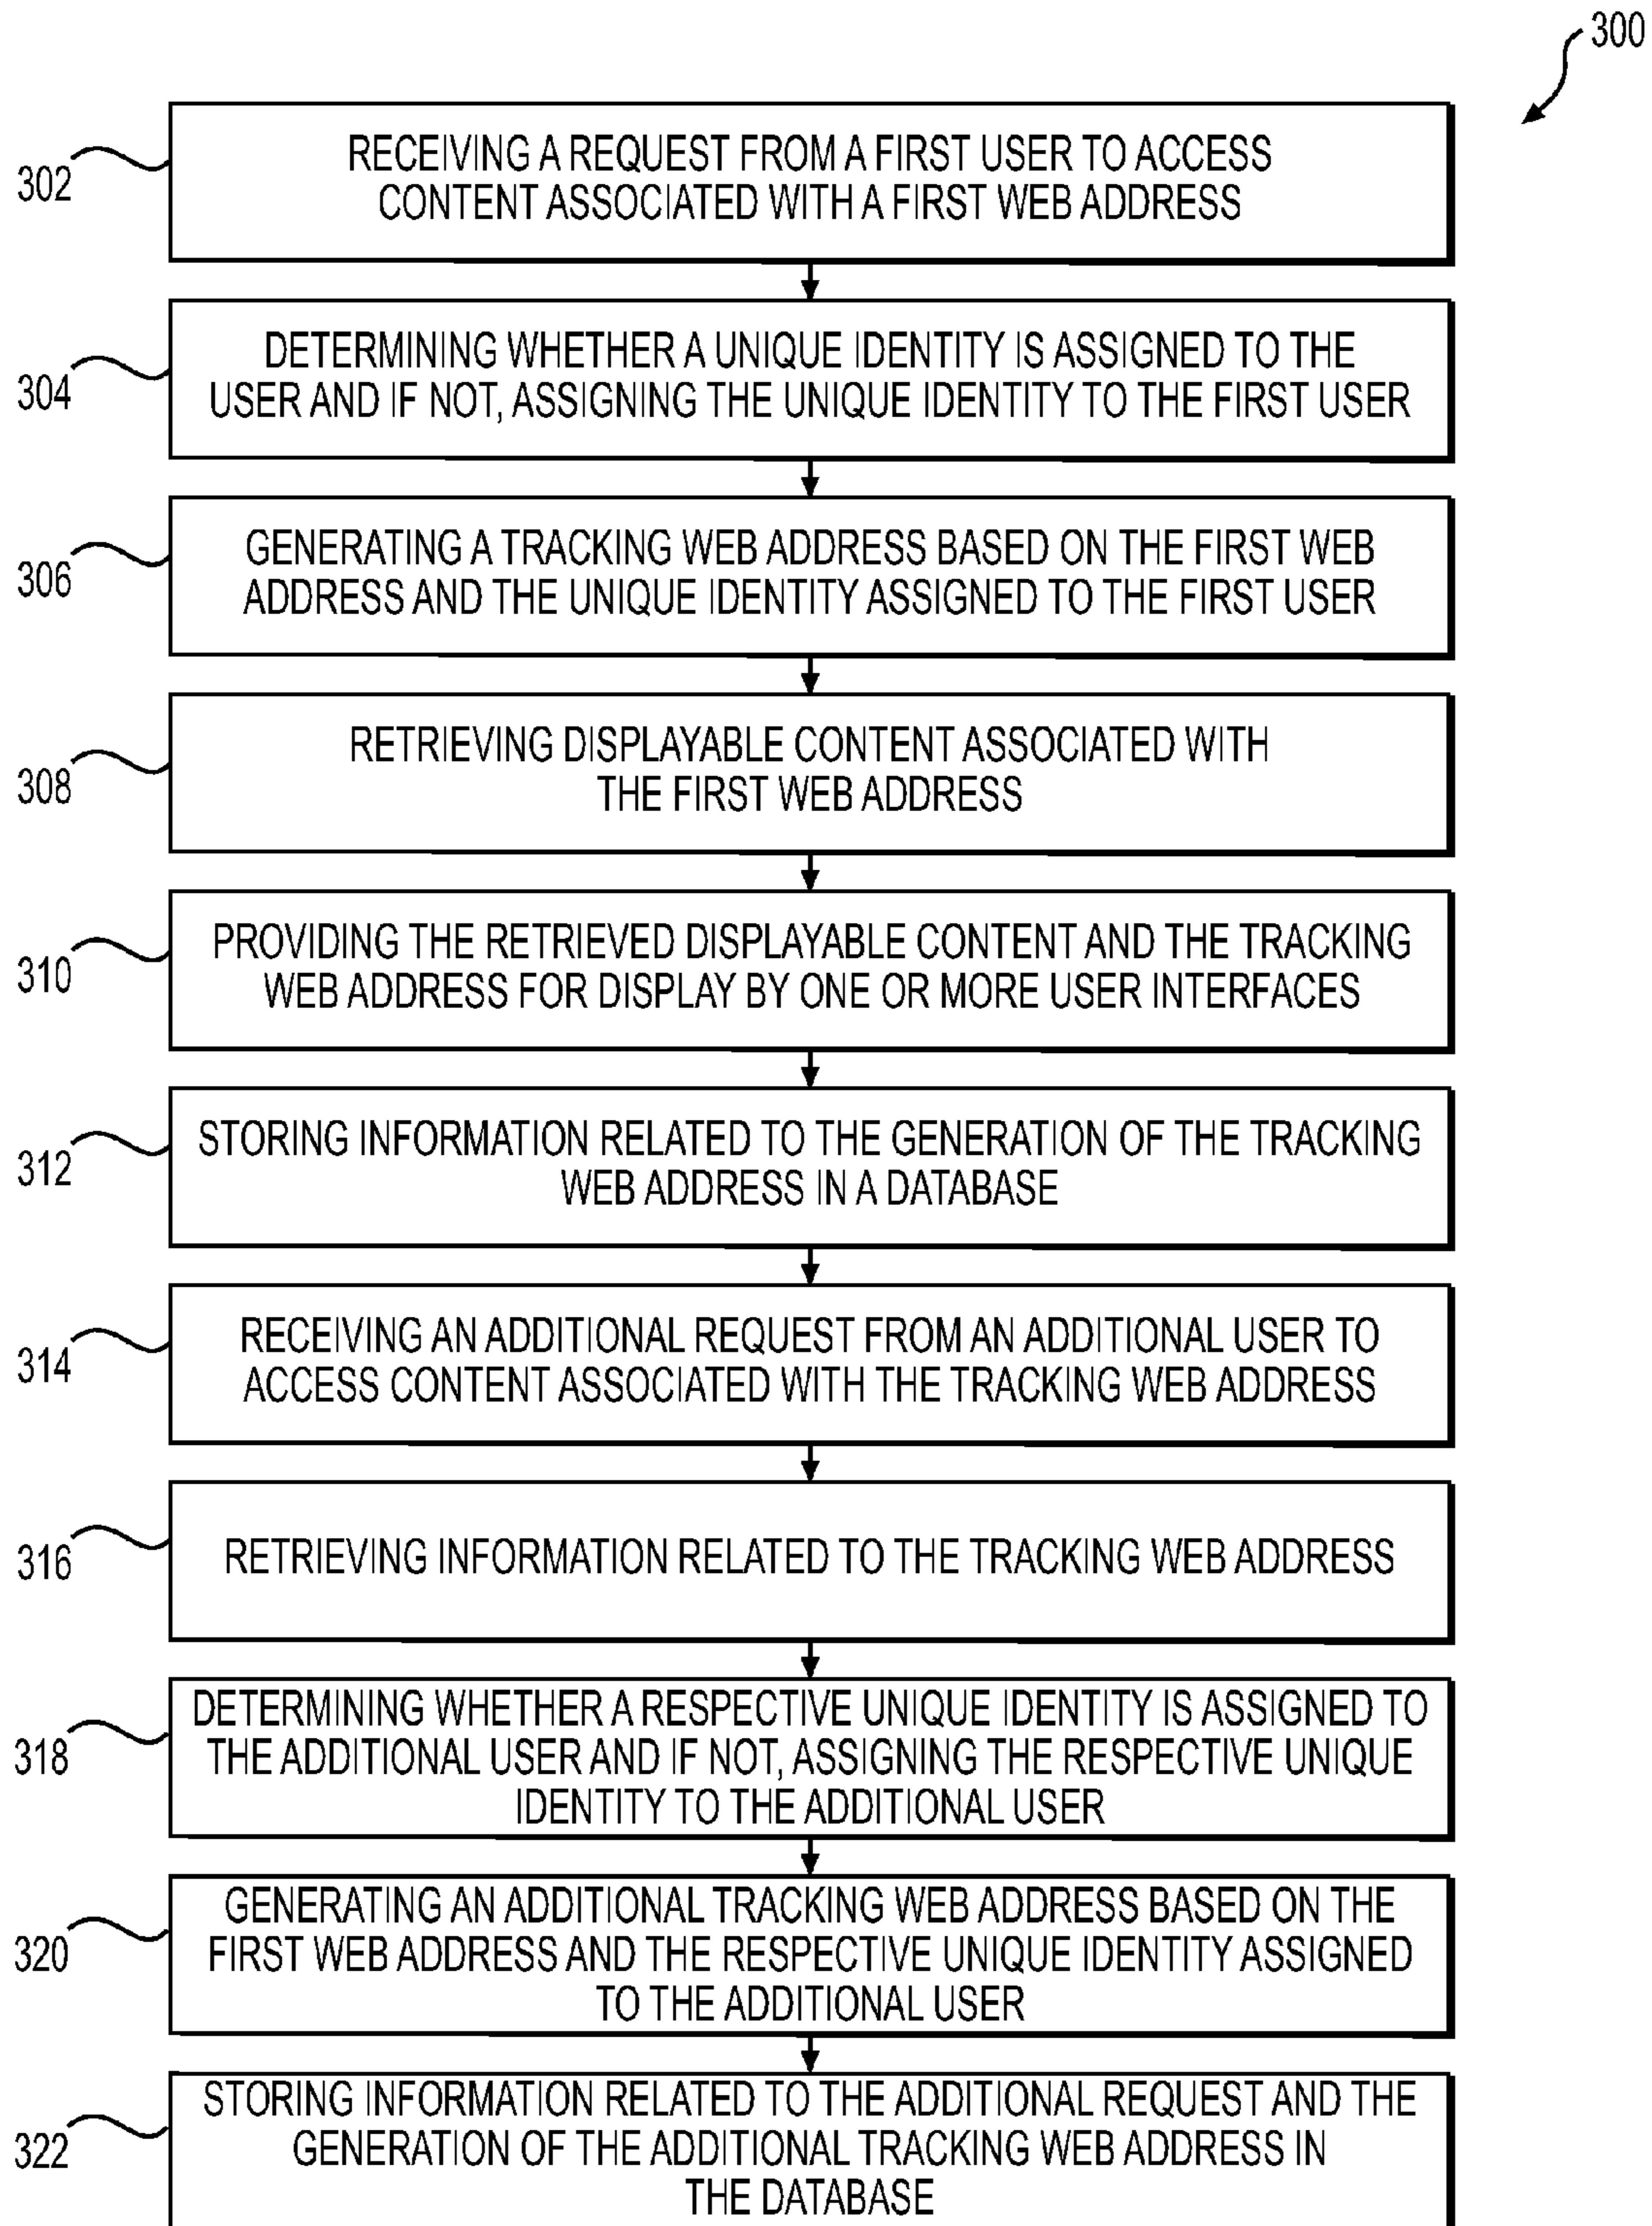 300
302
RECEIVING A REQUEST FROM A FIRST USER TO ACCESS
CONTENT ASSOCIATED WITH A FIRST WEB ADDRESS
304
DETERMINING WHETHER A UNIQUE IDENTITY IS ASSIGNED TO THE
USER AND IF NOT, ASSIGNING THE UNIQUE IDENTITY TO THE FIRST USER
306
GENERATING A TRACKING WEB ADDRESS BASED ON THE FIRST WEB
ADDRESS AND THE UNIQUE IDENTITY ASSIGNED TO THE FIRST USER
308
RETRIEVING DISPLAYABLE CONTENT ASSOCIATED WITH
THE FIRST WEB ADDRESS
310
PROVIDING THE RETRIEVED DISPLAYABLE CONTENT AND THE TRACKING
WEB ADDRESS FOR DISPLAY BY ONE OR MORE USER INTERFACES
312
STORING INFORMATION RELATED TO THE GENERATION OF THE TRACKING
WEB ADDRESS IN A DATABASE
314
RECEIVING AN ADDITIONAL REQUEST FROM AN ADDITIONAL USER TO
ACCESS CONTENT ASSOCIATED WITH THE TRACKING WEB ADDRESS
316
RETRIEVING INFORMATION RELATED TO THE TRACKING WEB ADDRESS
318
DETERMINING WHETHER A RESPECTIVE UNIQUE IDENTITY IS ASSIGNED TO
THE ADDITIONAL USER AND IF NOT, ASSIGNING THE RESPECTIVE UNIQUE
IDENTITY TO THE ADDITIONAL USER
320
GENERATING AN ADDITIONAL TRACKING WEB ADDRESS BASED ON THE
FIRST WEB ADDRESS AND THE RESPECTIVE UNIQUE IDENTITY ASSIGNED
TO THE ADDITIONAL USER
322
STORING INFORMATION RELATED TO THE ADDITIONAL REQUEST AND THE
GENERATION OF THE ADDITIONAL TRACKING WEB ADDRESS IN
THE DATABASE